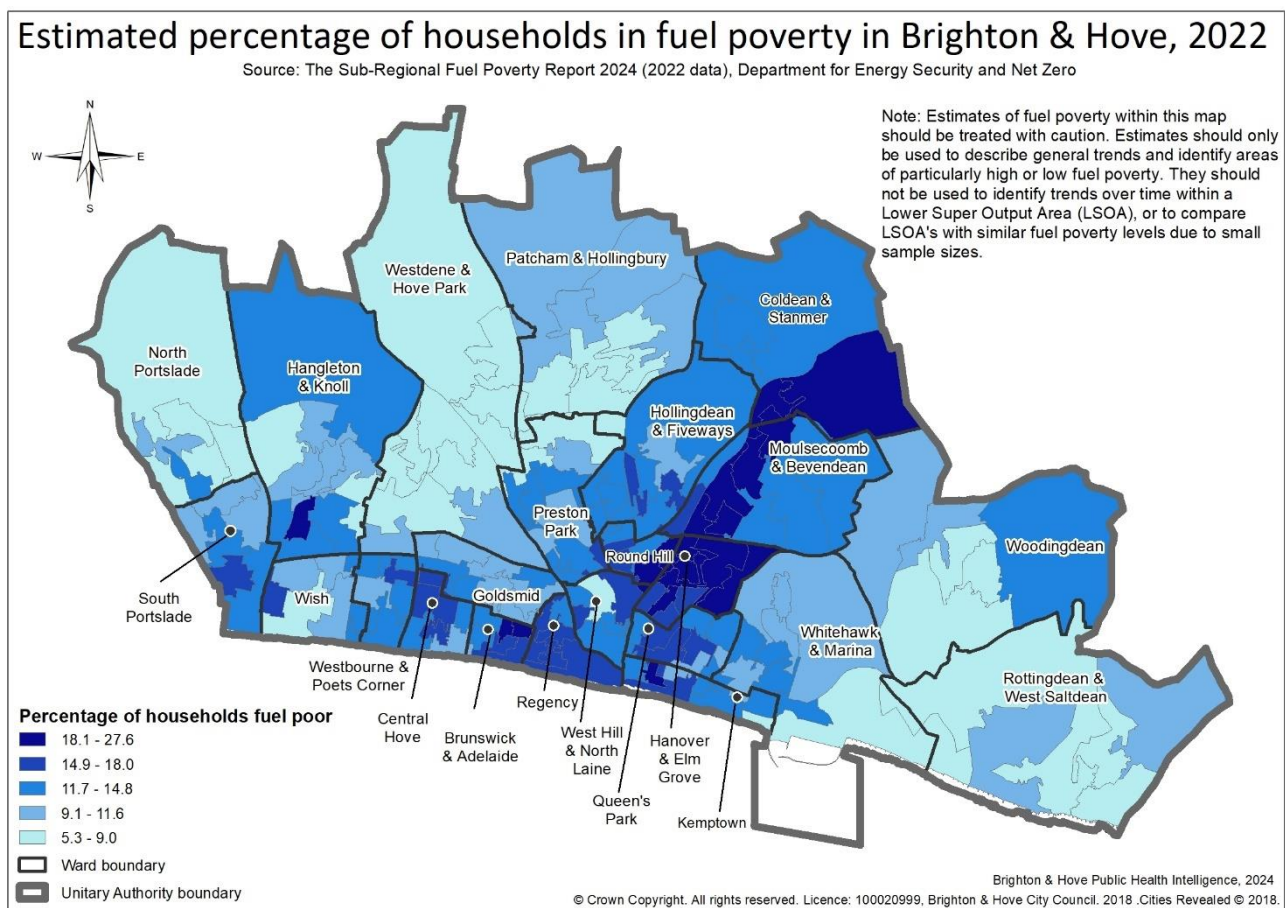 Estimated percentage of households in fuel poverty in Brighton & Hove, 2022
Source: The Sub-Regional Fuel Poverty Report 2024 (2022 data), Department for Energy Security and Net Zero
N
W
E
S
Note: Estimates of fuel poverty within this map
should be treated with caution. Estimates should only
be used to describe general trends and identify areas
of particularly high or low fuel poverty. They should
not be used to identify trends over time within a
Lower Super Output Area (LSOA), or to compare
LSOA's with similar fuel poverty levels due to small
sample sizes.
Westdene &
Hove Park
Patcham & Hollingbury
Coldean &
Stanmer
North
Portslade
Hangleton
& Knoll
Hollingdean
& Fiveways
Moulsecoomb
& Bevendean
Preston
Park
Round Hill
Woodingdean
South
Portslade
Wish
Goldsmid
Whitehawk
& Marina
Rottingdean &
West Saltdean
Westbourne &
Poets Corner
Central
Hove
Brunswick
& Adelaide
Regency
West Hill
& North
Laine
Queen's
Park
Hanover
& Elm
Grove
Kemptown
Percentage of households fuel poor
18.1 - 27.6
14.9 - 18.0
11.7 - 14.8
9.1 - 11.6
5.3 - 9.0
Ward boundary
Unitary Authority boundary
Brighton & Hove Public Health Intelligence, 2024
© Crown Copyright. All rights reserved. Licence: 100020999, Brighton & Hove City Council. 2018 .Cities Revealed © 2018.